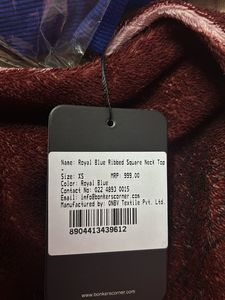 Name: Royal Blue Ribbed Square Neck Top
-
Size: XS MRP: 999.00
Color: Royal Blue
Contact No: 022 4893 0015
Email: info@bonkerscorner.com
Manufactured by: ONBV Textile Pvt. Ltd.
8904413439612
www.bonkerscorner.com